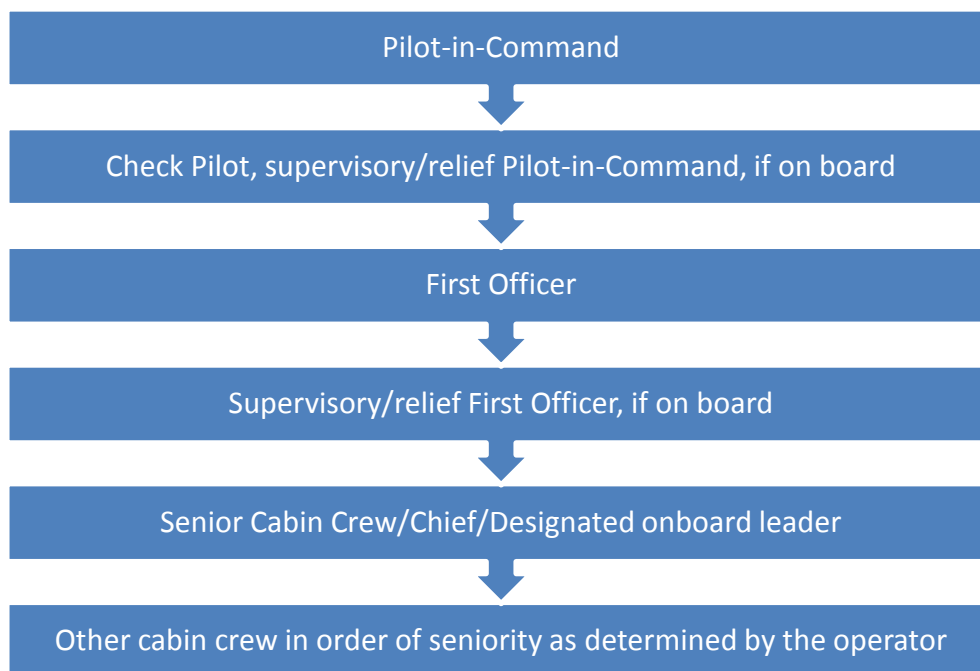 Pilot-in-Command
Check Pilot, supervisory/relief Pilot-in-Command, if on board
First Officer
Supervisory/relief First Officer, if on board
Senior Cabin Crew/Chief/Designated onboard leader
Other cabin crew in order of seniority as determined by the operator